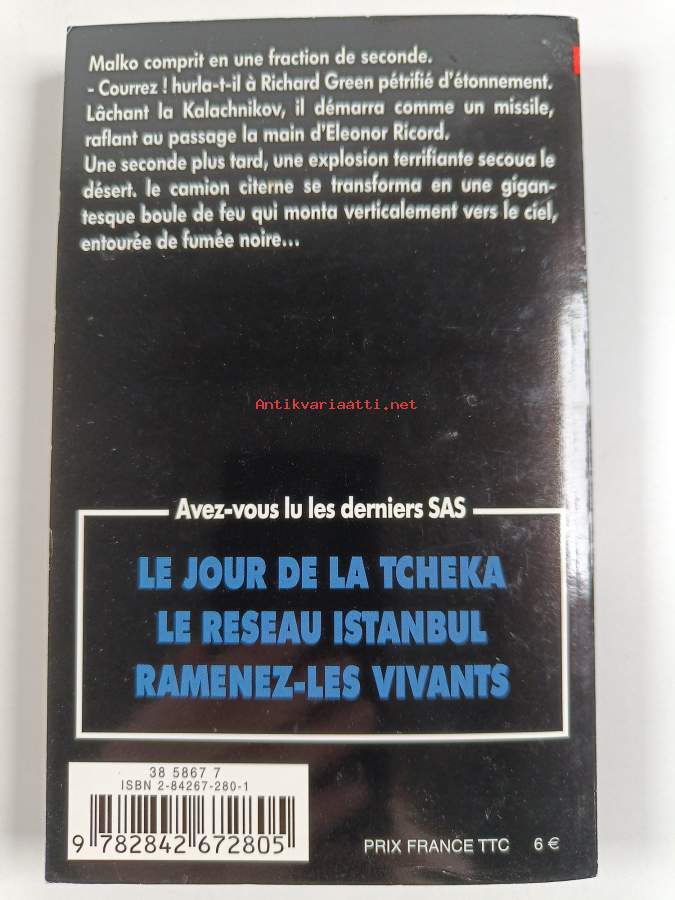 Malko comprit en une fraction de seconde.
- Courrez ! hurla-t-il à Richard Green pétrifié d'étonnement.
Lâchant la Kalachnikov, il démarra comme un missile,
raflant au passage la main d'Eleonor Ricord.
Une seconde plus tard, une explosion terrifiante secoua le
désert. le camion citerne se transforma en une gigan-
tesque boule de feu qui monta verticalement vers le ciel,
entourée de fumée noire...
Antikvariaatti.net
Avez-vous lu les derniers SAS
LE JOUR DE LA TCHEKA
LE RESEAU ISTANBUL
RAMENEZ-LES VIVANTS
38 5867 7
ISBN 2-84267-280-1
9 782842 672805
PRIX FRANCE TTC 6 €